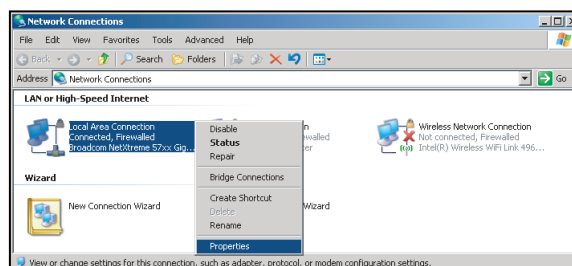 Network Connections
File Edit View Favorites Tools Advanced Help
Back Search Folders
Address Network Connections Go
LAN or High-Speed Internet
Local Area Connection
Connected, Firewalled
Broadcom NetXtreme 57xx Gig...
Disable
Status
Repair
Bridge Connections
Create Shortcut
Delete
Rename
Properties
Wireless Network Connection
Not connected, Firewalled
Intel(R) Wireless WiFi Link 496...
Wizard
New Connection Wizard
Wizard
View or change settings for this connection, such as adapter, protocol, or modem configuration settings.